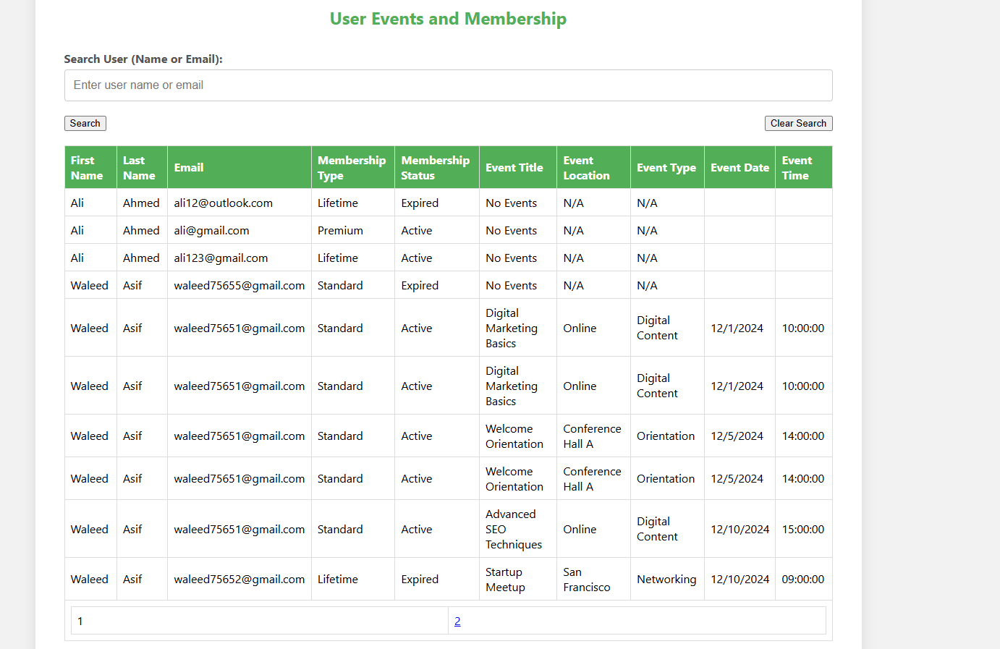 User Events and Membership
Search User (Name or Email):
Enter user name or email
Search Clear Search
First Name Last Name Email Membership Type Membership Status Event Title Event Location Event Type Event Date Event Time
Ali Ahmed ali12@outlook.com Lifetime Expired No Events N/A N/A
Ali Ahmed ali@gmail.com Premium Active No Events N/A N/A
Ali Ahmed ali123@gmail.com Lifetime Active No Events N/A N/A
Waleed Asif waleed75655@gmail.com Standard Expired No Events N/A N/A
Waleed Asif waleed75651@gmail.com Standard Active Digital Marketing Basics Online Digital Content 12/1/2024 10:00:00
Waleed Asif waleed75651@gmail.com Standard Active Digital Marketing Basics Online Digital Content 12/1/2024 10:00:00
Waleed Asif waleed75651@gmail.com Standard Active Welcome Orientation Conference Hall A Orientation 12/5/2024 14:00:00
Waleed Asif waleed75651@gmail.com Standard Active Welcome Orientation Conference Hall A Orientation 12/5/2024 14:00:00
Waleed Asif waleed75651@gmail.com Standard Active Advanced SEO Techniques Online Digital Content 12/10/2024 15:00:00
Waleed Asif waleed75652@gmail.com Lifetime Expired Startup Meetup San Francisco Networking 12/10/2024 09:00:00
1 2